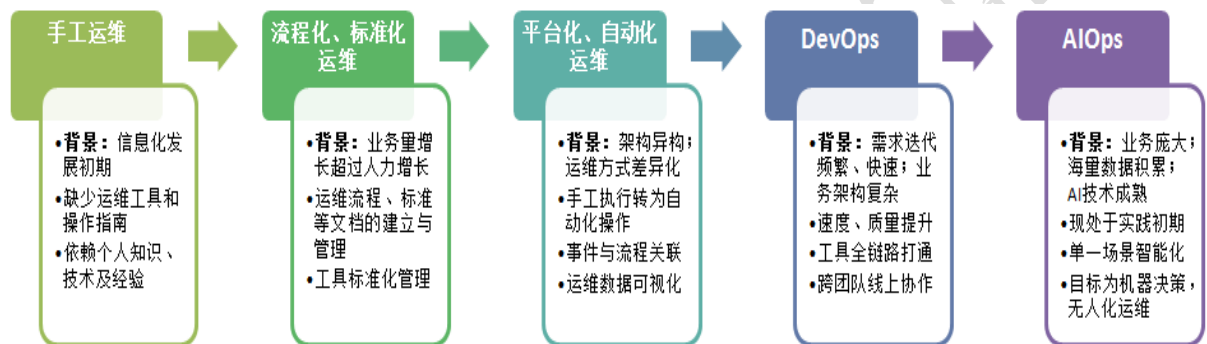 手工运维
•背景：信息化发
展初期
•缺少运维工具和
操作指南
•依赖个人知识、
技术及经验
流程化、标准化
运维
•背景：业务量增
长超过人力增长
•运维流程、标准
等文档的建立与
管理
•工具标准化管理
平台化、自动化
运维
•背景：架构异构；
运维方式差异化
•手工执行转为自
动化操作
•事件与流程关联
•运维数据可视化
DevOps
•背景：需求迭代
频繁、快速；业
务架构复杂
•速度、质量提升
•工具全链路打通
•跨团队线上协作
AIOps
•背景：业务庞大；
海量数据积累；
AI技术成熟
•现处于实践初期
•单一场景智能化
•目标为机器决策，
无人化运维